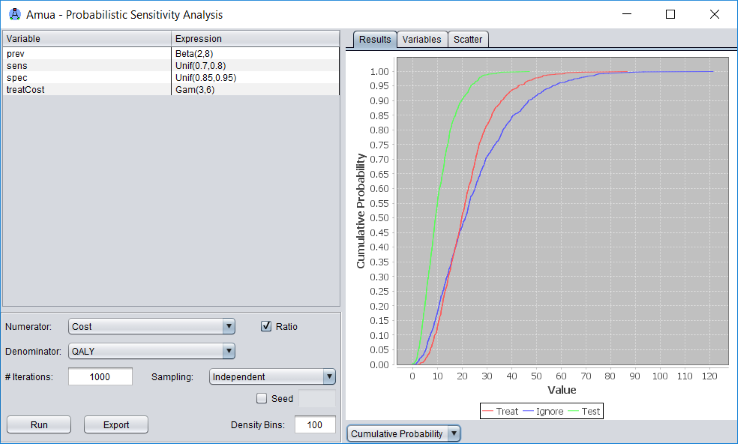 Amua - Probabilistic Sensitivity Analysis
Variable Expression
prev Beta(2,8)
sens Unif(0.7,0.8)
spec Unif(0.85,0.95)
treatCost Gam(3,6)
Numerator: Cost Ratio
Denominator: QALY
# Iterations: 1000 Sampling: Independent
Seed
Run Export Density Bins: 100
Results Variables Scatter
1.00
0.95
0.90
0.85
0.80
0.75
0.70
0.65
0.60
0.55
0.50
0.45
0.40
0.35
0.30
0.25
0.20
0.15
0.10
0.05
0.00
Cumulative Probability
0 10 20 30 40 50 60 70 80 90 100 110 120
Value
Treat Ignore Test
Cumulative Probability